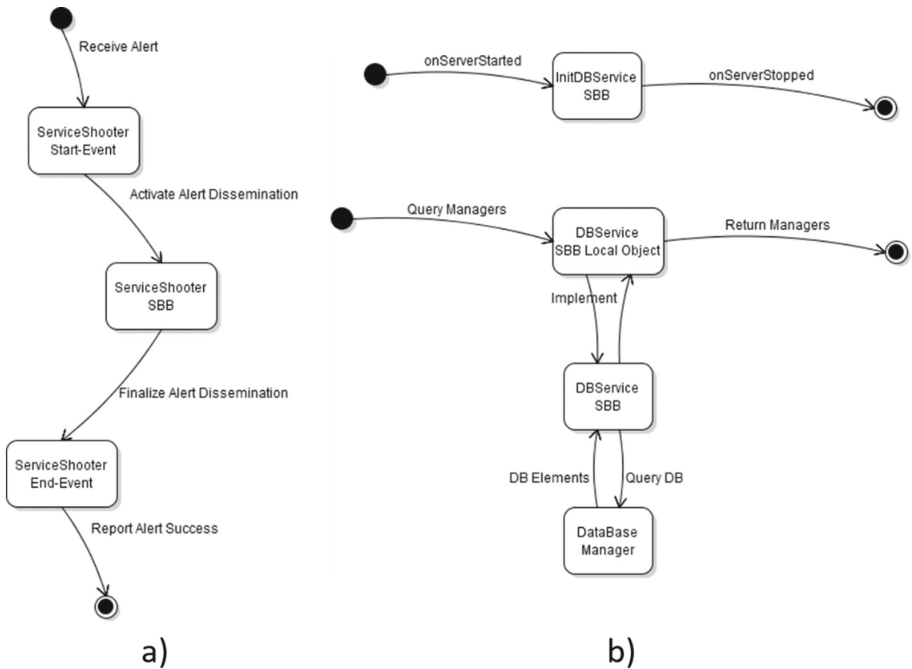 Receive Alert
ServiceShooter
Start-Event
Activate Alert Dissemination
ServiceShooter
SBB
Finalize Alert Dissemination
ServiceShooter
End-Event
Report Alert Success
a)
onServerStarted
InitDBService
SBB
onServerStopped
Query Managers
DBService
SBB Local Object
Return Managers
Implement
DBService
SBB
DB Elements
Query DB
DataBase
Manager
b)